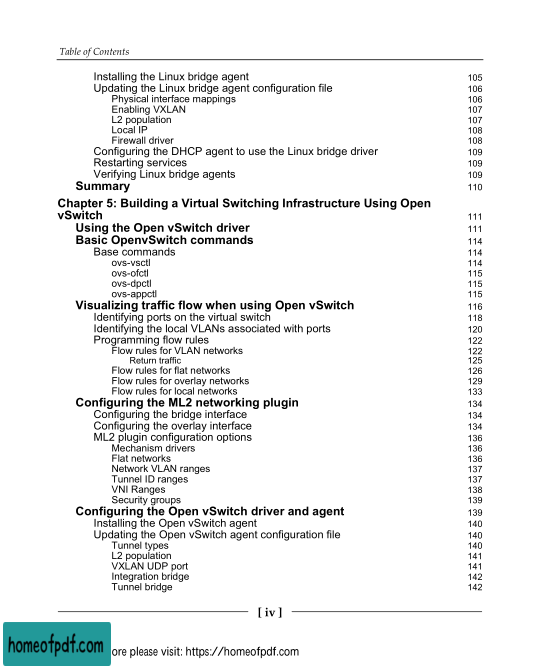 Table of Contents
Installing the Linux bridge agent 105
Updating the Linux bridge agent configuration file 106
Physical interface mappings 106
Enabling VXLAN 107
L2 population 107
Local IP 108
Firewall driver 108
Configuring the DHCP agent to use the Linux bridge driver 109
Restarting services 109
Verifying Linux bridge agents 109
Summary 110
Chapter 5: Building a Virtual Switching Infrastructure Using Open
vSwitch 111
Using the Open vSwitch driver 111
Basic OpenvSwitch commands 114
Base commands 114
ovs-vsctl 114
ovs-ofctl 115
ovs-dpctl 115
ovs-appctl 115
Visualizing traffic flow when using Open vSwitch 116
Identifying ports on the virtual switch 118
Identifying the local VLANs associated with ports 120
Programming flow rules 122
Flow rules for VLAN networks 122
Return traffic 125
Flow rules for flat networks 126
Flow rules for overlay networks 129
Flow rules for local networks 133
Configuring the ML2 networking plugin 134
Configuring the bridge interface 134
Configuring the overlay interface 134
ML2 plugin configuration options 136
Mechanism drivers 136
Flat networks 136
Network VLAN ranges 137
Tunnel ID ranges 137
VNI Ranges 138
Security groups 139
Configuring the Open vSwitch driver and agent 139
Installing the Open vSwitch agent 140
Updating the Open vSwitch agent configuration file 140
Tunnel types 140
L2 population 141
VXLAN UDP port 141
Integration bridge 142
Tunnel bridge 142
[ iv ]
homeofpdf.com
ore please visit: https://homeofpdf.com